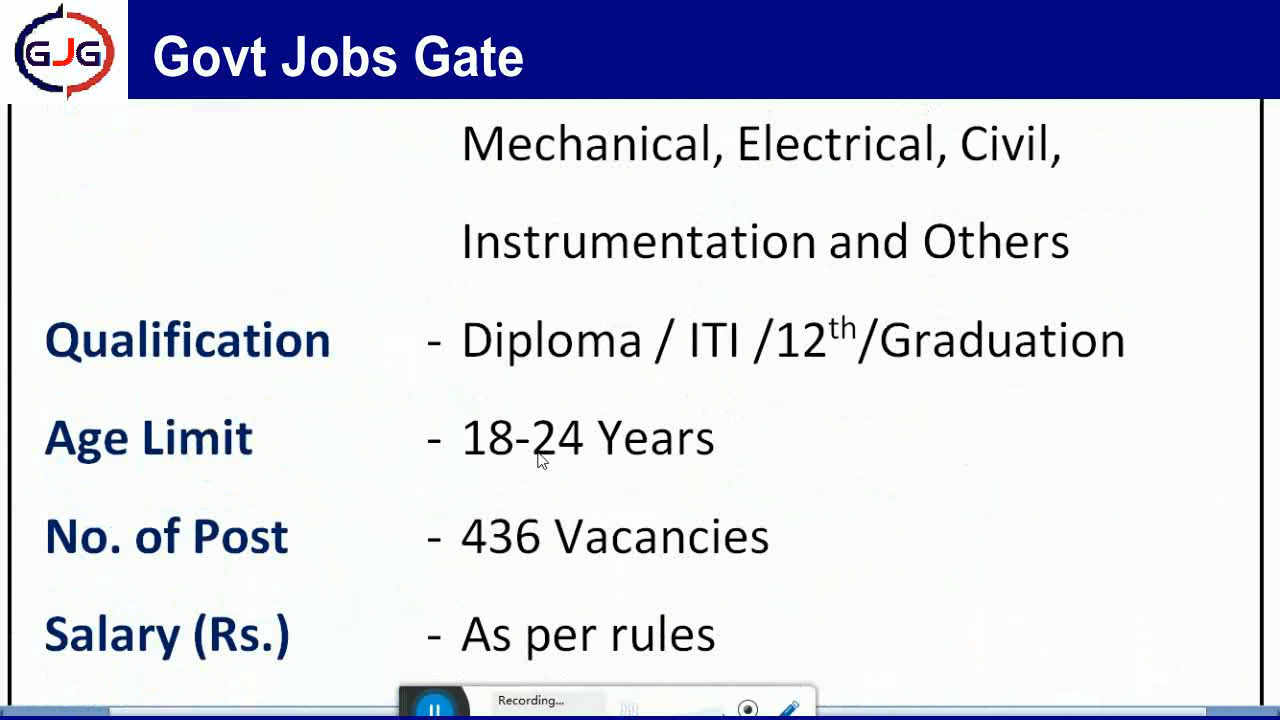 GJG
Govt Jobs Gate
Mechanical, Electrical, Civil,
Instrumentation and Others
Qualification - Diploma / ITI /12th/Graduation
Age Limit - 18-24 Years
No. of Post - 436 Vacancies
Salary (Rs.) - As per rules
Recording...